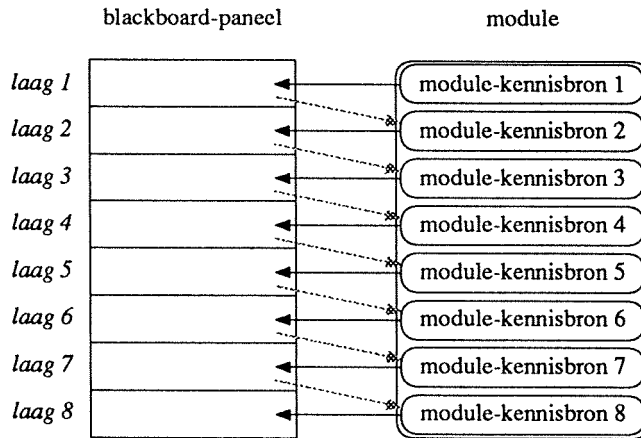 blackboard-paneel module
laag 1 module-kennisbron 1
laag 2 module-kennisbron 2
laag 3 module-kennisbron 3
laag 4 module-kennisbron 4
laag 5 module-kennisbron 5
laag 6 module-kennisbron 6
laag 7 module-kennisbron 7
laag 8 module-kennisbron 8